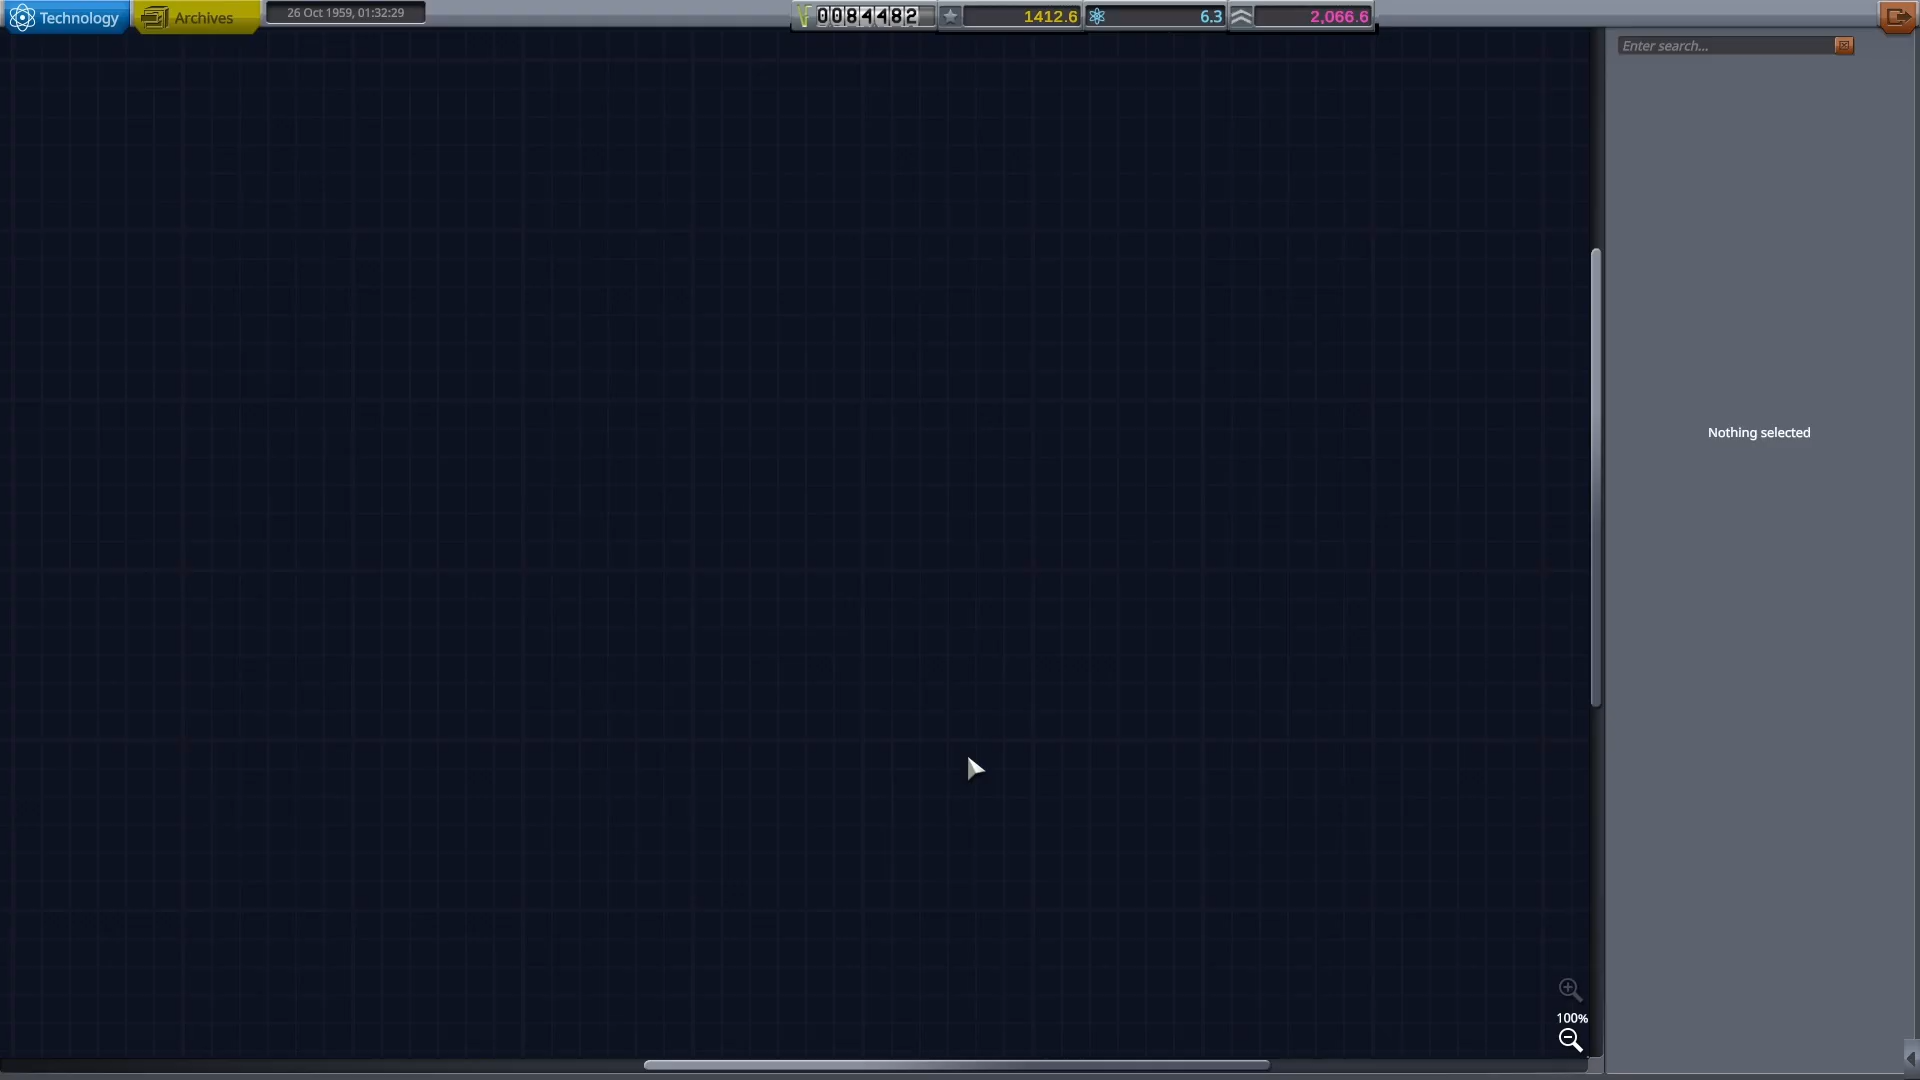 Technology
Archives
26 Oct 1959, 01:32:29
0084482
1412.6
6.3
2,066.6
Enter search...
Nothing selected
100%